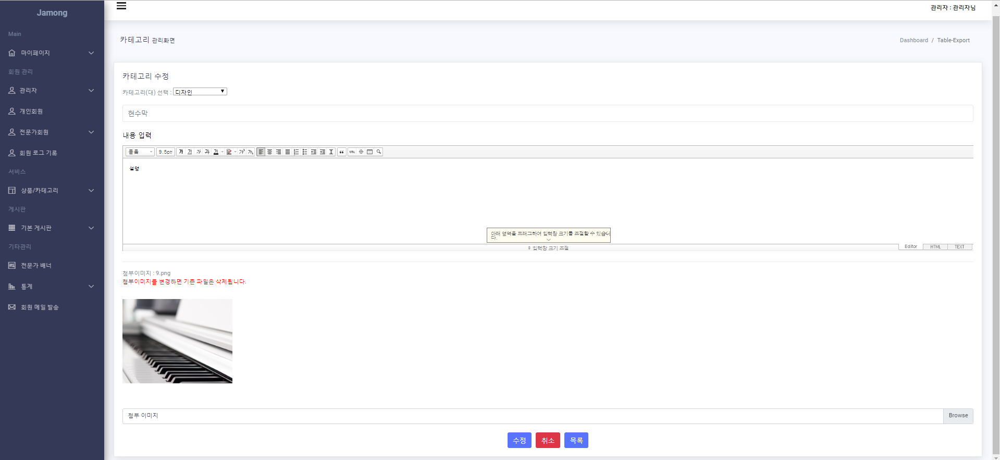 Jamong
관리자 : 관리자님
Main
마이페이지
회원 관리
관리자
개인회원
전문가회원
회원 로그 기록
서비스
상품/카테고리
게시판
기본 게시판
기타관리
전문가 배너
통계
회원 메일 발송
카테고리 관리화면
Dashboard / Table-Export
카테고리 수정
카테고리(대) 선택 : 디자인
현수막
내용 입력
돋움 9.5pt 가 가 가 가 가 가 가 URL
설명
아래 영역을 드래그하여 입력창 크기를 조절할 수 있습니
다.
입력창 크기 조절
Editor HTML TEXT
첨부이미지 : 9.png
첨부이미지를 변경하면 기존 파일은 삭제됩니다.
첨부 이미지
Browse
수정 취소 목록